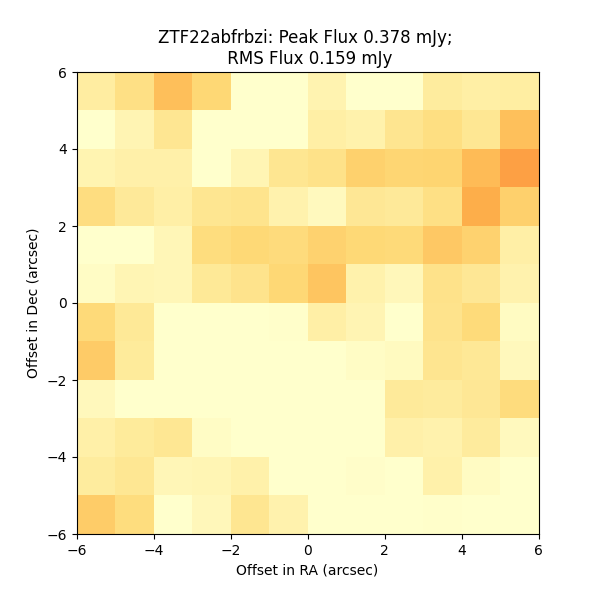 ZTF22abfrbzi: Peak Flux 0.378 mJy;
RMS Flux 0.159 mJy
6
4
2
0
−2
−4
−6
Offset in Dec (arcsec)
−6 −4 −2 0 2 4 6
Offset in RA (arcsec)